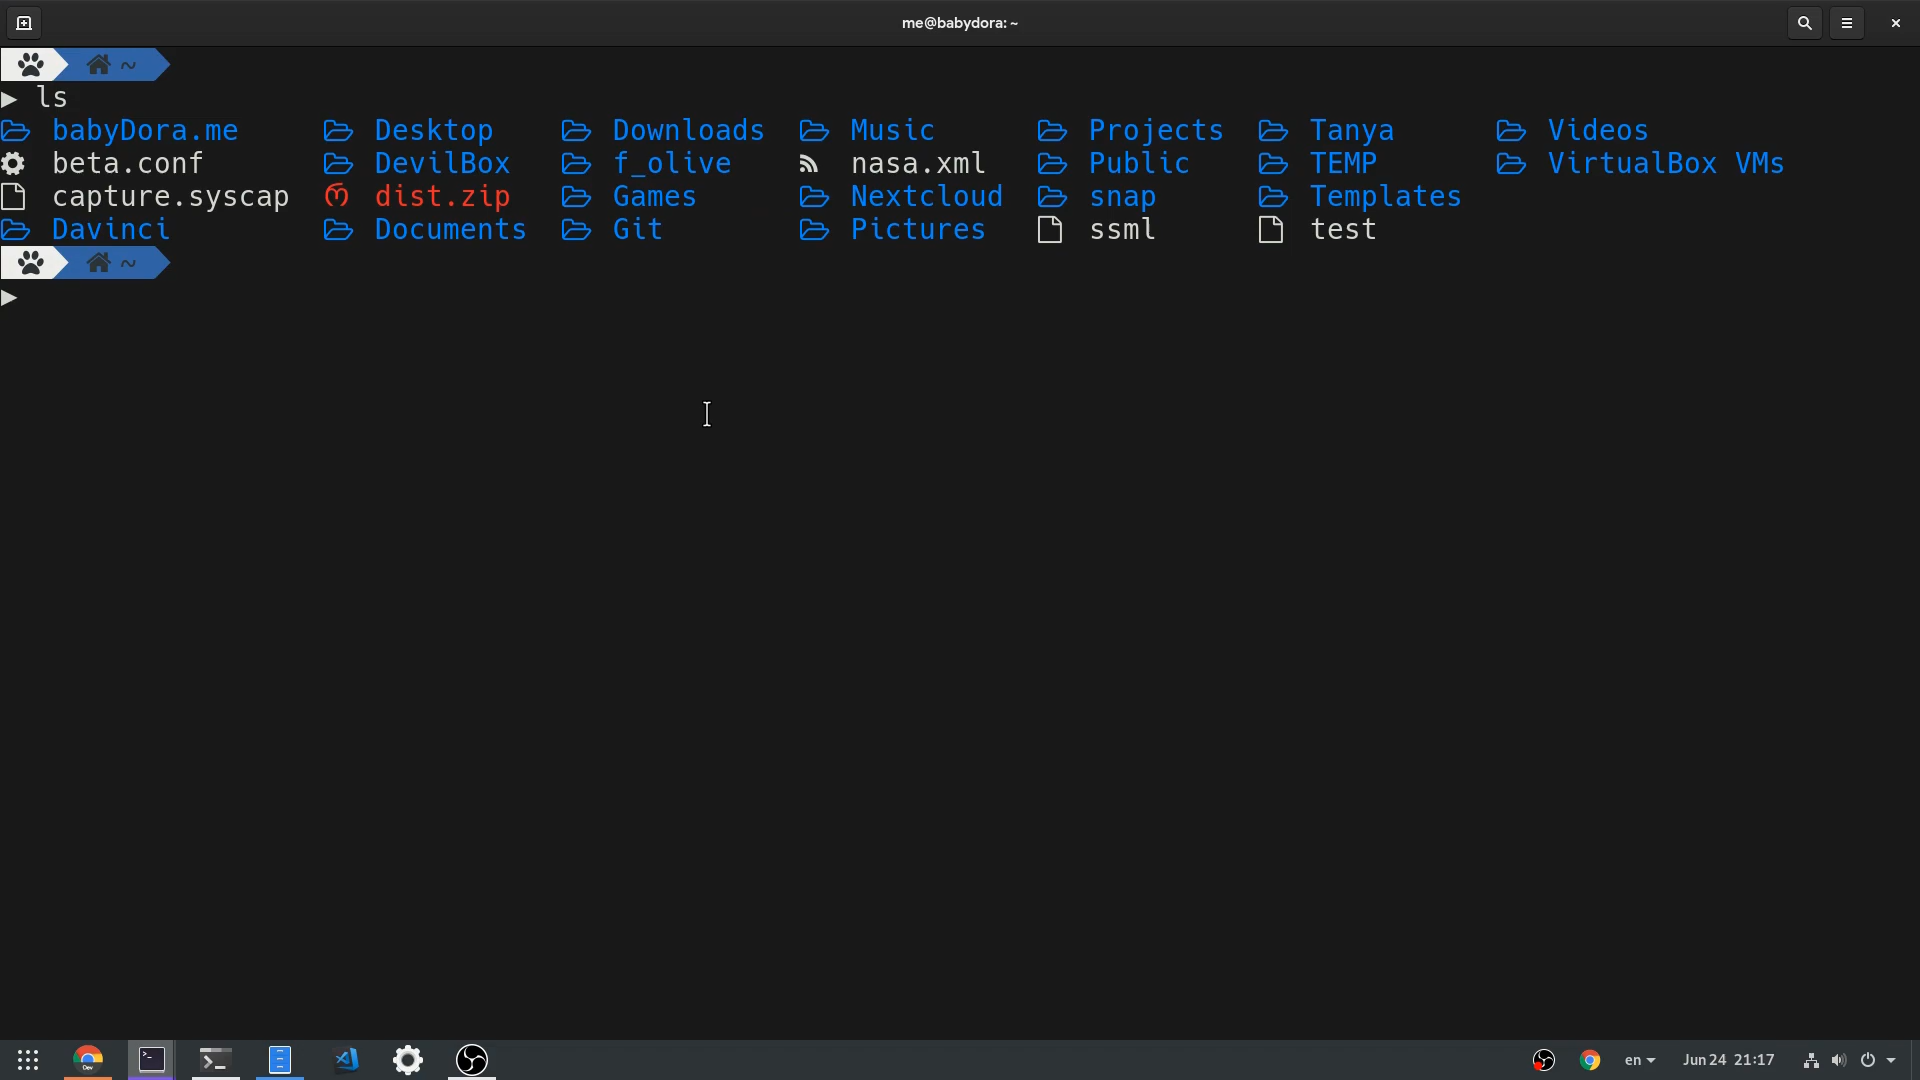 me@babydora: ~
~
▶ ls
babyDora.me Desktop Downloads Music Projects Tanya Videos
beta.conf DevilBox f_olive nasa.xml Public TEMP VirtualBox VMs
capture.syscap dist.zip Games Nextcloud snap Templates
Davinci Documents Git Pictures ssml test
~
▶
Dev
en Jun 24 21:17